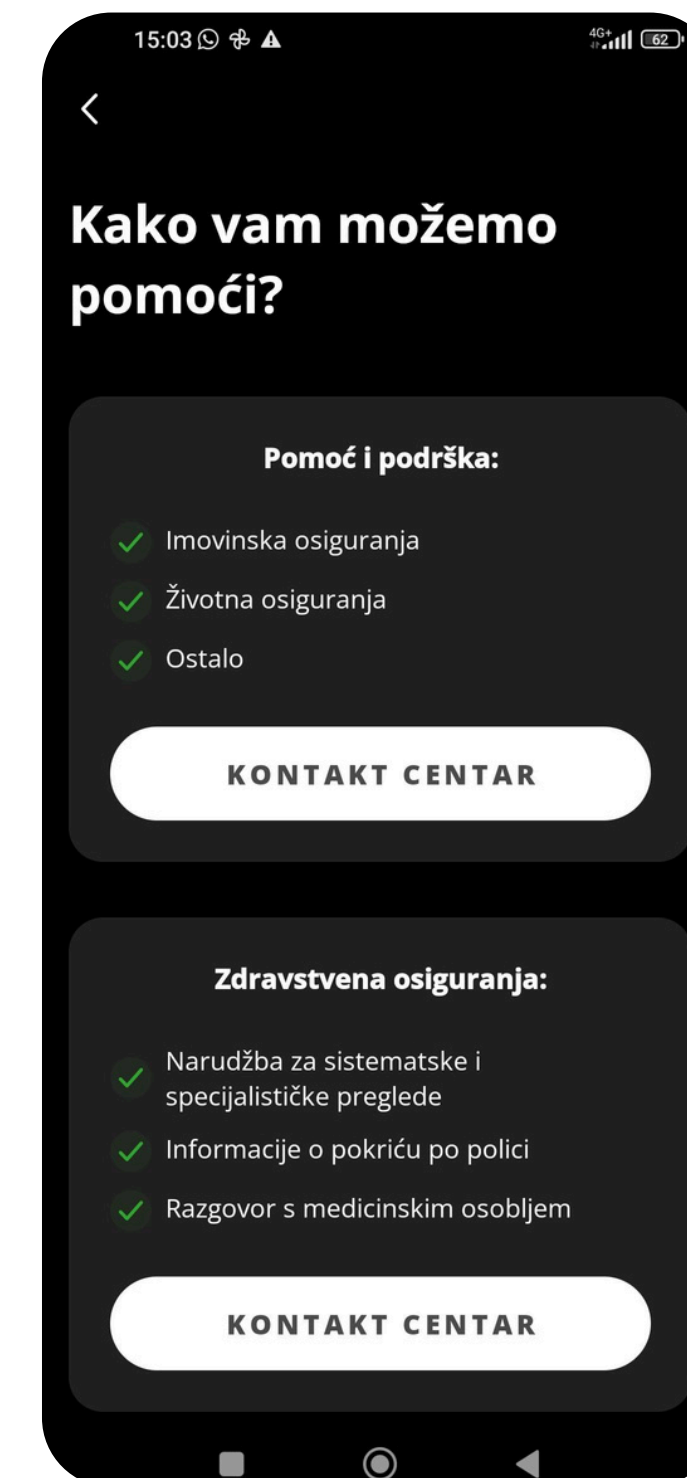 15:03
4G+
62
Kako vam možemo
pomoći?
Pomoć i podrška:
Imovinska osiguranja
Životna osiguranja
Ostalo
KONTAKT CENTAR
Zdravstvena osiguranja:
Narudžba za sistematske i
specijalističke preglede
Informacije o pokriću po polici
Razgovor s medicinskim osobljem
KONTAKT CENTAR